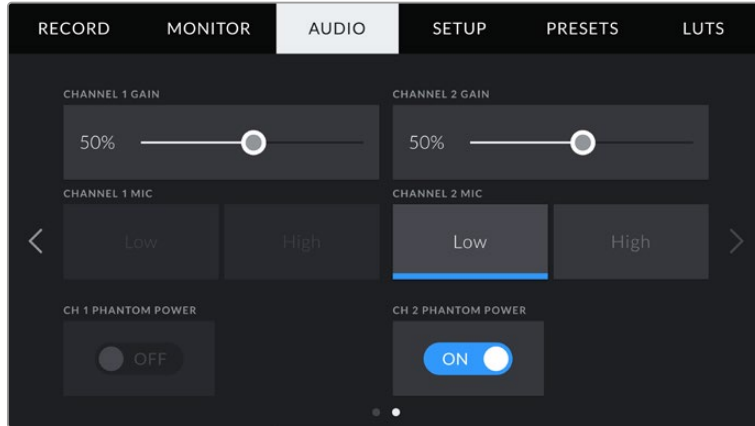 RECORD MONITOR AUDIO SETUP PRESETS LUTS
CHANNEL 1 GAIN CHANNEL 2 GAIN
50% 50%
CHANNEL 1 MIC CHANNEL 2 MIC
Low High Low High
CH 1 PHANTOM POWER CH 2 PHANTOM POWER
OFF ON